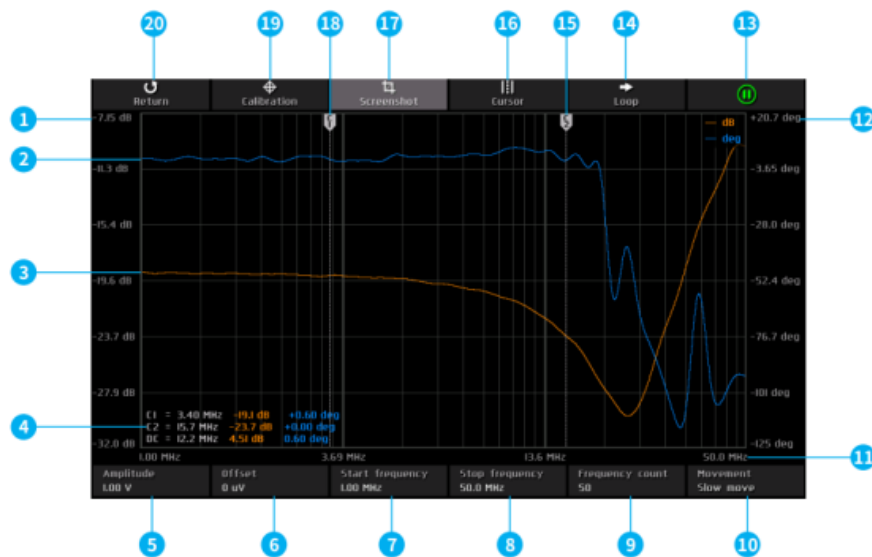 20 19 18 17 16 15 14 13
Return Calibration Screenshot Cursor Loop
1 -7.15 dB +20.7 deg 12
dB
deg
2
-11.3 dB -3.65 deg
-15.4 dB -28.0 deg
3
-19.6 dB -52.4 deg
-23.7 dB -76.7 deg
-27.9 dB -101 deg
C1 = 3.40 MHz -19.1 dB +0.60 deg
4 C2 = 15.7 MHz -23.7 dB +0.00 deg
DC = 12.2 MHz 4.51 dB 0.60 deg
-32.0 dB -125 deg
1.00 MHz 3.69 MHz 13.6 MHz 50.0 MHz 11
Amplitude Offset Start frequency Stop frequency Frequency count Movement
1.00 V 0 uV 1.00 MHz 50.0 MHz 50 Slow move
5 6 7 8 9 10